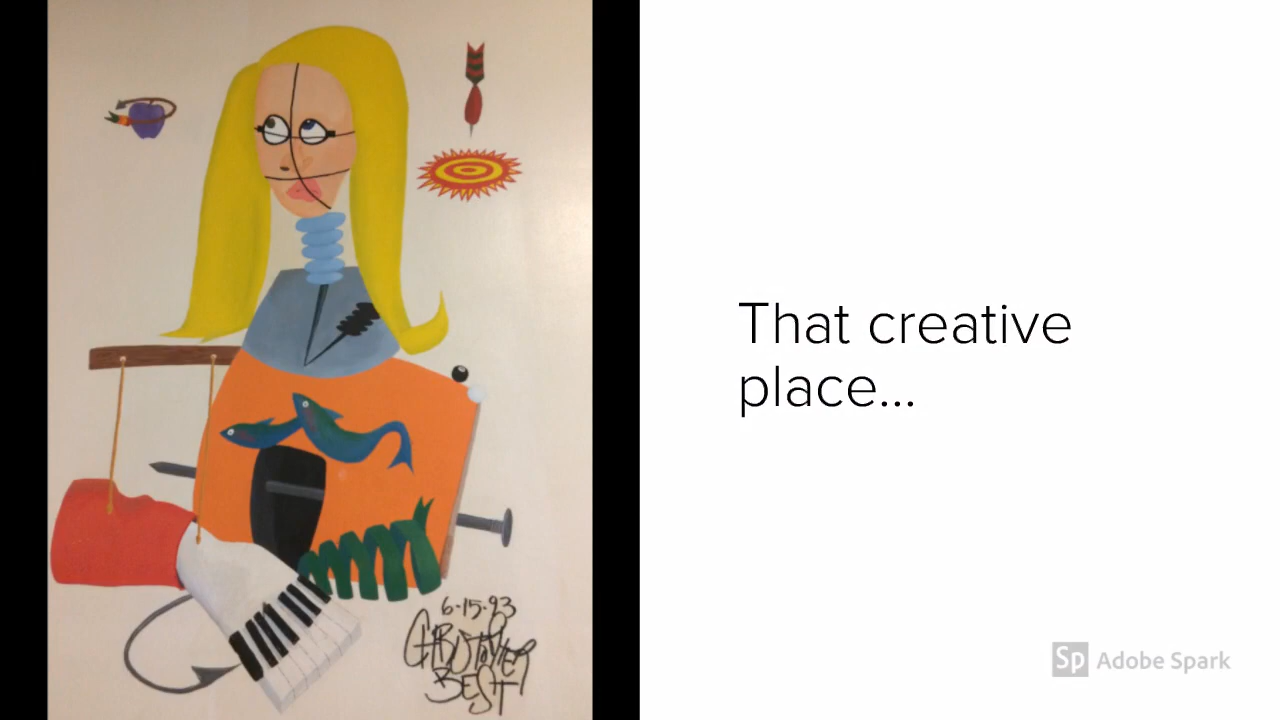 6-15-93
CHRISTOPHER
BEST
That creative
place...
Sp Adobe Spark